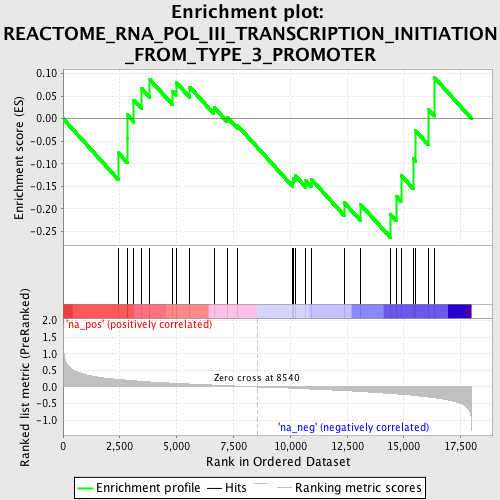 Enrichment plot:
REACTOME_RNA_POL_III_TRANSCRIPTION_INITIATION
_FROM_TYPE_3_PROMOTER
Enrichment score (ES)
0.10
0.05
0.00
-0.05
-0.10
-0.15
-0.20
-0.25
'na_pos' (positively correlated)
Ranked list metric (PreRanked)
2.0
1.5
1.0
0.5
0.0
-0.5
-1.0
Zero cross at 8540
'na_neg' (negatively correlated)
0 2,500 5,000 7,500 10,000 12,500 15,000 17,500
Rank in Ordered Dataset
Enrichment profile Hits Ranking metric scores